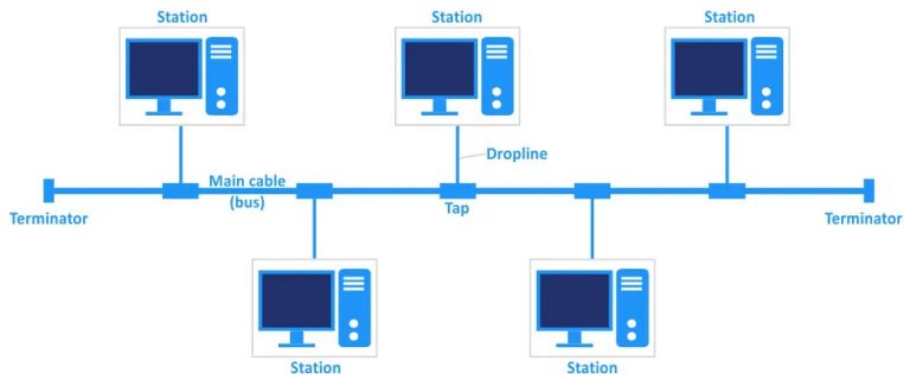 Station
Station
Station
Dropline
Main cable
(bus)
Tap
Terminator
Terminator
Station
Station